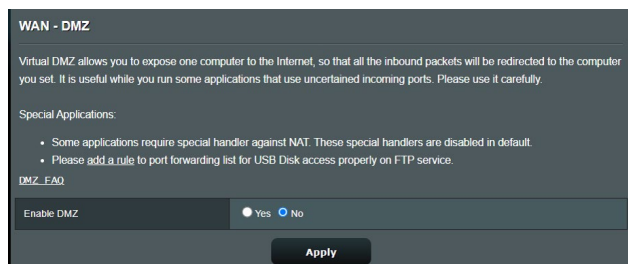 WAN - DMZ
Virtual DMZ allows you to expose one computer to the Internet, so that all the inbound packets will be redirected to the computer
you set. It is useful while you run some applications that use uncertained incoming ports. Please use it carefully.
Special Applications:
• Some applications require special handler against NAT. These special handlers are disabled in default.
• Please add a rule to port forwarding list for USB Disk access properly on FTP service.
DMZ FAQ
Enable DMZ Yes No
Apply